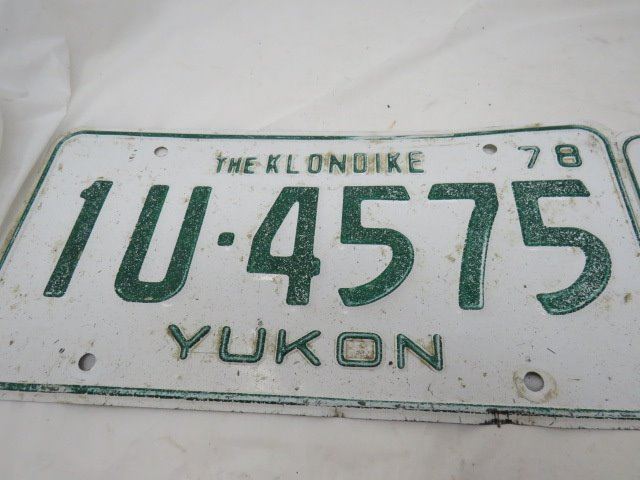 THE KLONDIKE 78
1U·4575
YUKON